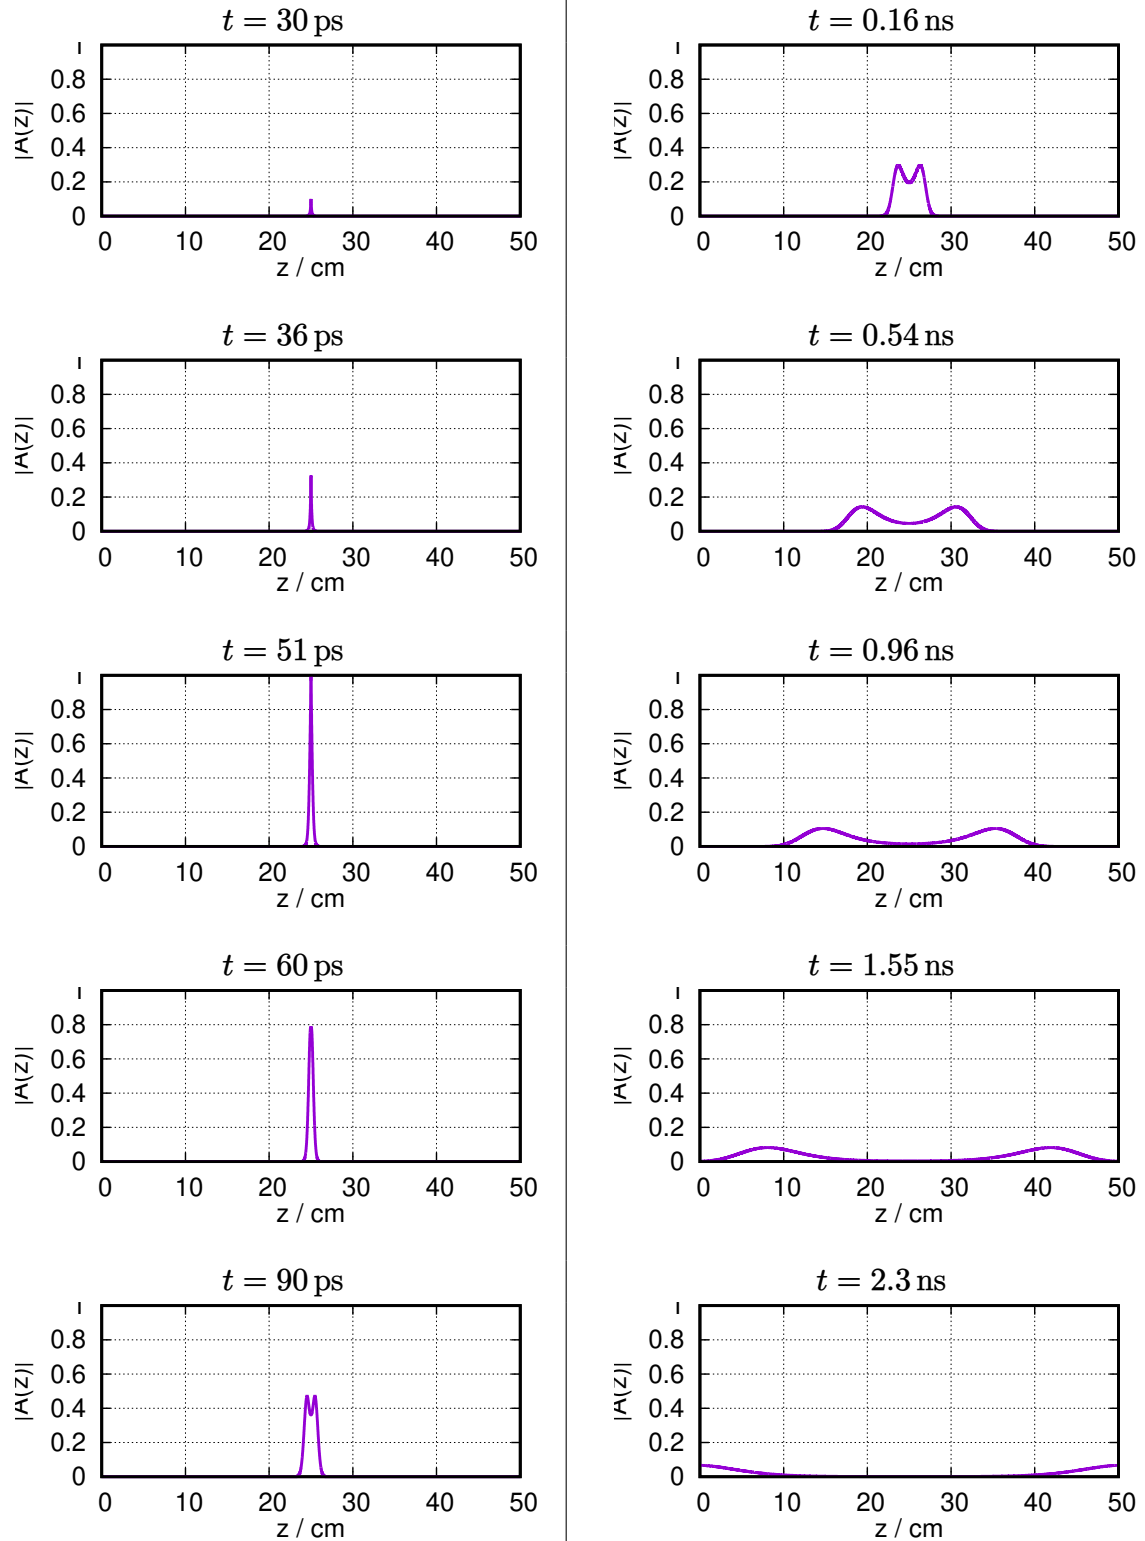 t = 30 ps
1
0.8
0.6
0.4
0.2
0
|A(z)|
0 10 20 30 40 50
z / cm
t = 36 ps
1
0.8
0.6
0.4
0.2
0
|A(z)|
0 10 20 30 40 50
z / cm
t = 51 ps
1
0.8
0.6
0.4
0.2
0
|A(z)|
0 10 20 30 40 50
z / cm
t = 60 ps
1
0.8
0.6
0.4
0.2
0
|A(z)|
0 10 20 30 40 50
z / cm
t = 90 ps
1
0.8
0.6
0.4
0.2
0
|A(z)|
0 10 20 30 40 50
z / cm
t = 0.16 ns
1
0.8
0.6
0.4
0.2
0
|A(z)|
0 10 20 30 40 50
z / cm
t = 0.54 ns
1
0.8
0.6
0.4
0.2
0
|A(z)|
0 10 20 30 40 50
z / cm
t = 0.96 ns
1
0.8
0.6
0.4
0.2
0
|A(z)|
0 10 20 30 40 50
z / cm
t = 1.55 ns
1
0.8
0.6
0.4
0.2
0
|A(z)|
0 10 20 30 40 50
z / cm
t = 2.3 ns
1
0.8
0.6
0.4
0.2
0
|A(z)|
0 10 20 30 40 50
z / cm